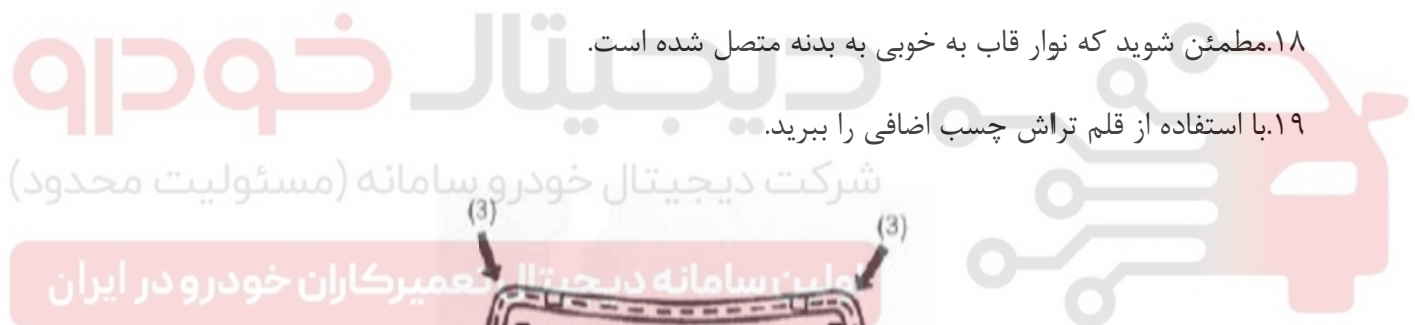 ۱۸.مطمئن شوید که نوار قاب به خوبی به بدنه متصل شده است.
دیجیتال خودرو
۱۹.با استفاده از قلم تراش چسب اضافی را ببرید.
شرکت دیجیتال خودرو سامانه (مسئولیت محدود)
(3) (3)
اولین سامانه دیجیتال تعمیرکاران خودرو در ایران